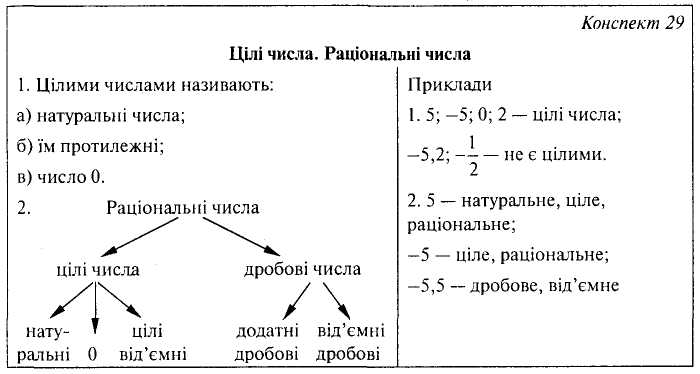 Конспект 29
Цілі числа. Раціональні числа
1. Цілими числами називають:
а) натуральні числа;
б) їм протилежні;
в) число 0.
2. Раціональні числа
цілі числа дробові числа
нату- цілі додатні від’ємні
ральні 0 від’ємні дробові дробові
Приклади
1. 5; −5; 0; 2 — цілі числа;
−5,2; −1/2 — не є цілими.
2. 5 — натуральне, ціле,
раціональне;
−5 — ціле, раціональне;
−5,5 — дробове, від’ємне